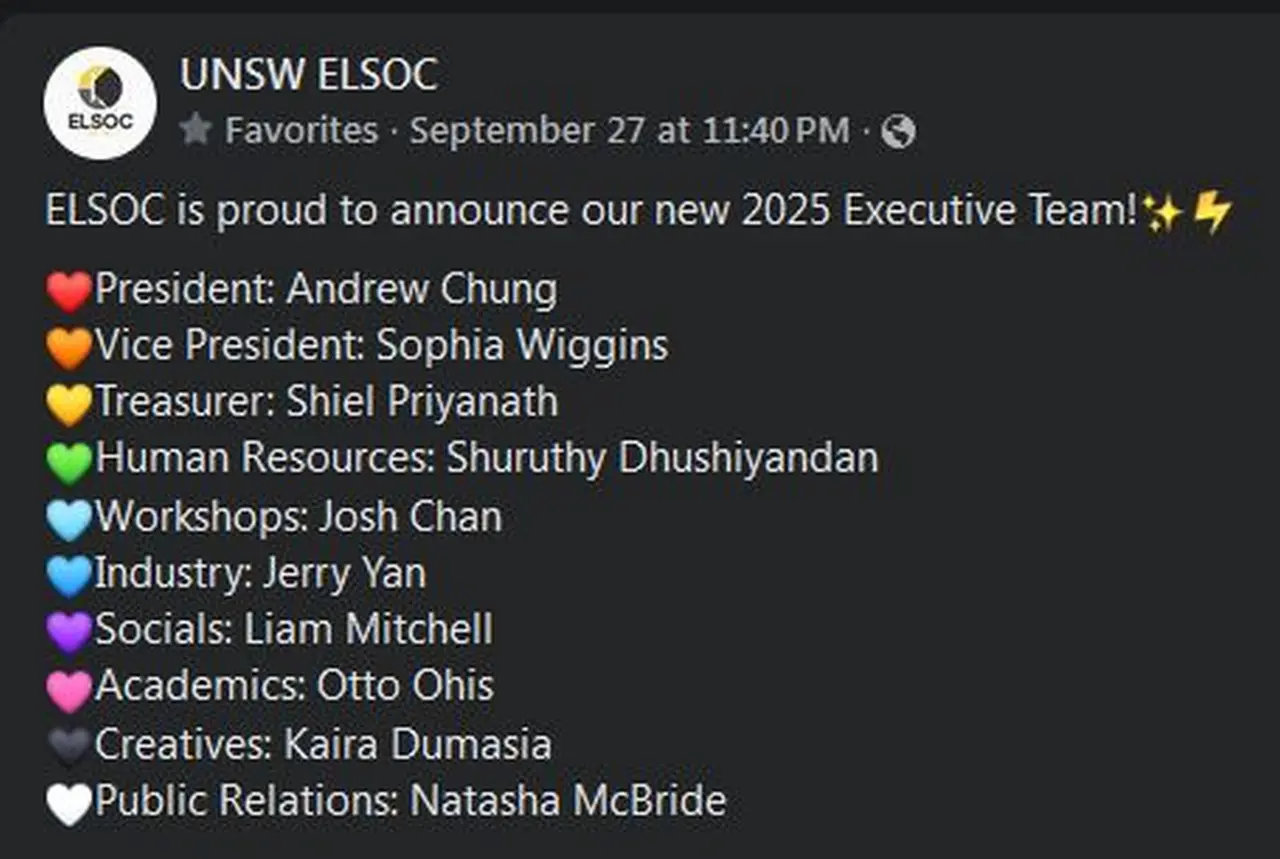 ELSOC
UNSW ELSOC
Favorites · September 27 at 11:40 PM ·
ELSOC is proud to announce our new 2025 Executive Team!✨⚡
❤️President: Andrew Chung
🧡Vice President: Sophia Wiggins
💛Treasurer: Shiel Priyanath
💚Human Resources: Shuruthy Dhushiyandan
🩵Workshops: Josh Chan
💙Industry: Jerry Yan
💜Socials: Liam Mitchell
🩷Academics: Otto Ohis
🖤Creatives: Kaira Dumasia
🤍Public Relations: Natasha McBride